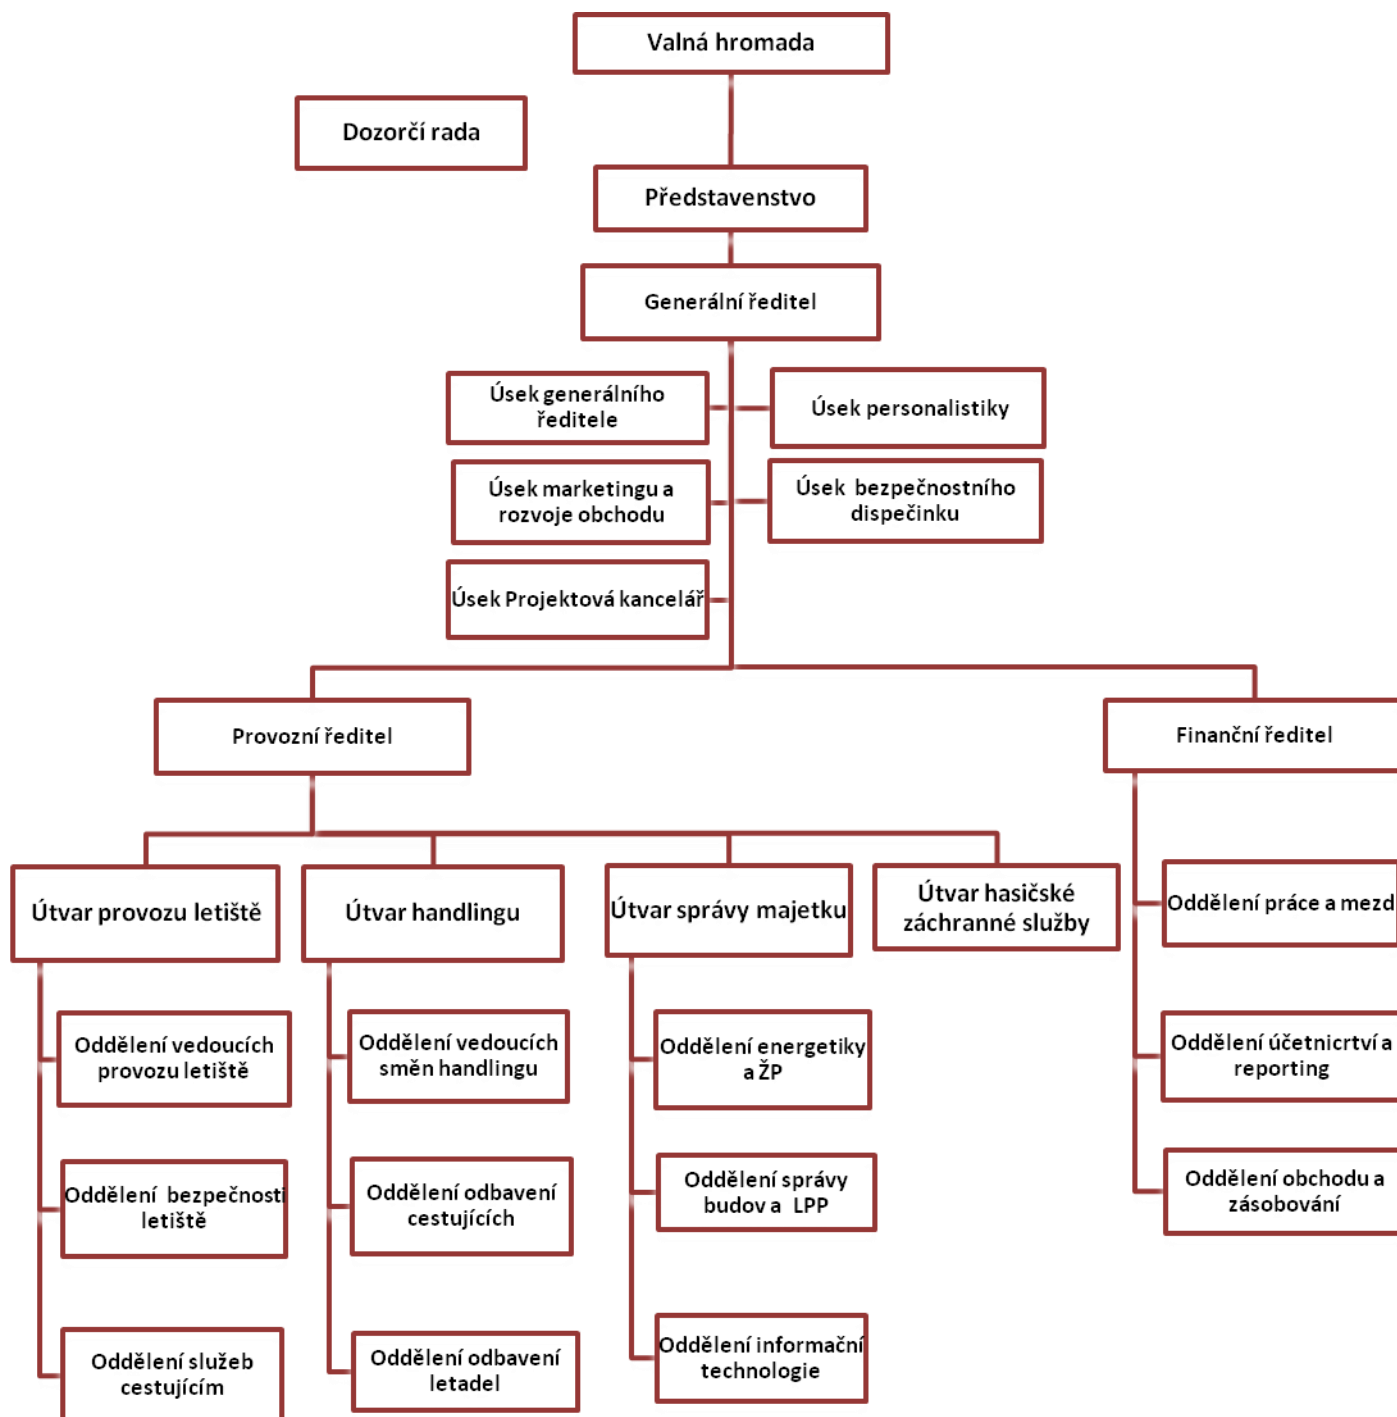 Valná hromada
Dozorčí rada
Představenstvo
Generální ředitel
Úsek generálního
ředitele
Úsek personalistiky
Úsek marketingu a
rozvoje obchodu
Úsek  bezpečnostního
dispečinku
Úsek Projektová kancelář
Provozní ředitel
Finanční ředitel
Útvar provozu letiště
Útvar handlingu
Útvar správy majetku
Útvar hasičské
záchranné služby
Oddělení práce a mezd
Oddělení vedoucích
provozu letiště
Oddělení vedoucích
směn handlingu
Oddělení energetiky
a ŽP
Oddělení účetnicrtví a
reporting
Oddělení  bezpečnosti
letiště
Oddělení odbavení
cestujících
Oddělení správy
budov a  LPP
Oddělení obchodu a
zásobování
Oddělení služeb
cestujícím
Oddělení odbavení
letadel
Oddělení informační
technologie